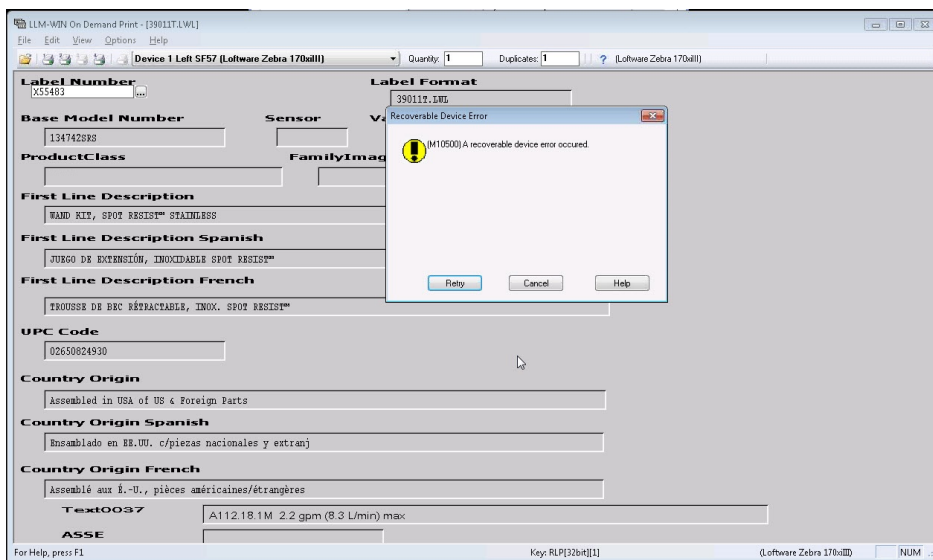 LLM-WIN On Demand Print - [39011T.LWL]
File Edit View Options Help
Device 1 Left SF57 (Loftware Zebra 170xiIII) Quantity: 1 Duplicates: 1 ? (Loftware Zebra 170xiIII)
Label Number Label Format
X55483 ... 39011T.LWL
Recoverable Device Error
Base Model Number Sensor
134742SRS
(M10500) A recoverable device error occured.
ProductClass
First Line Description
WAND KIT, SPOT RESIST™ STAINLESS
First Line Description Spanish
JUEGO DE EXTENSIÓN, INOXIDABLE SPOT RESIST™
First Line Description French
Retry Cancel Help
TROUSSE DE BEC RÉTRACTABLE, INOX. SPOT RESIST™
UPC Code
02650824930
Country Origin
Assembled in USA of US & Foreign Parts
Country Origin Spanish
Ensamblado en EE.UU. c/piezas nacionales y extranj
Country Origin French
Assemblé aux É.-U., pièces américaines/étrangères
Text0037 A112.18.1M 2.2 gpm (8.3 L/min) max
ASSE
For Help, press F1 Key: RLP[32bit][1] (Loftware Zebra 170xiIII) NUM